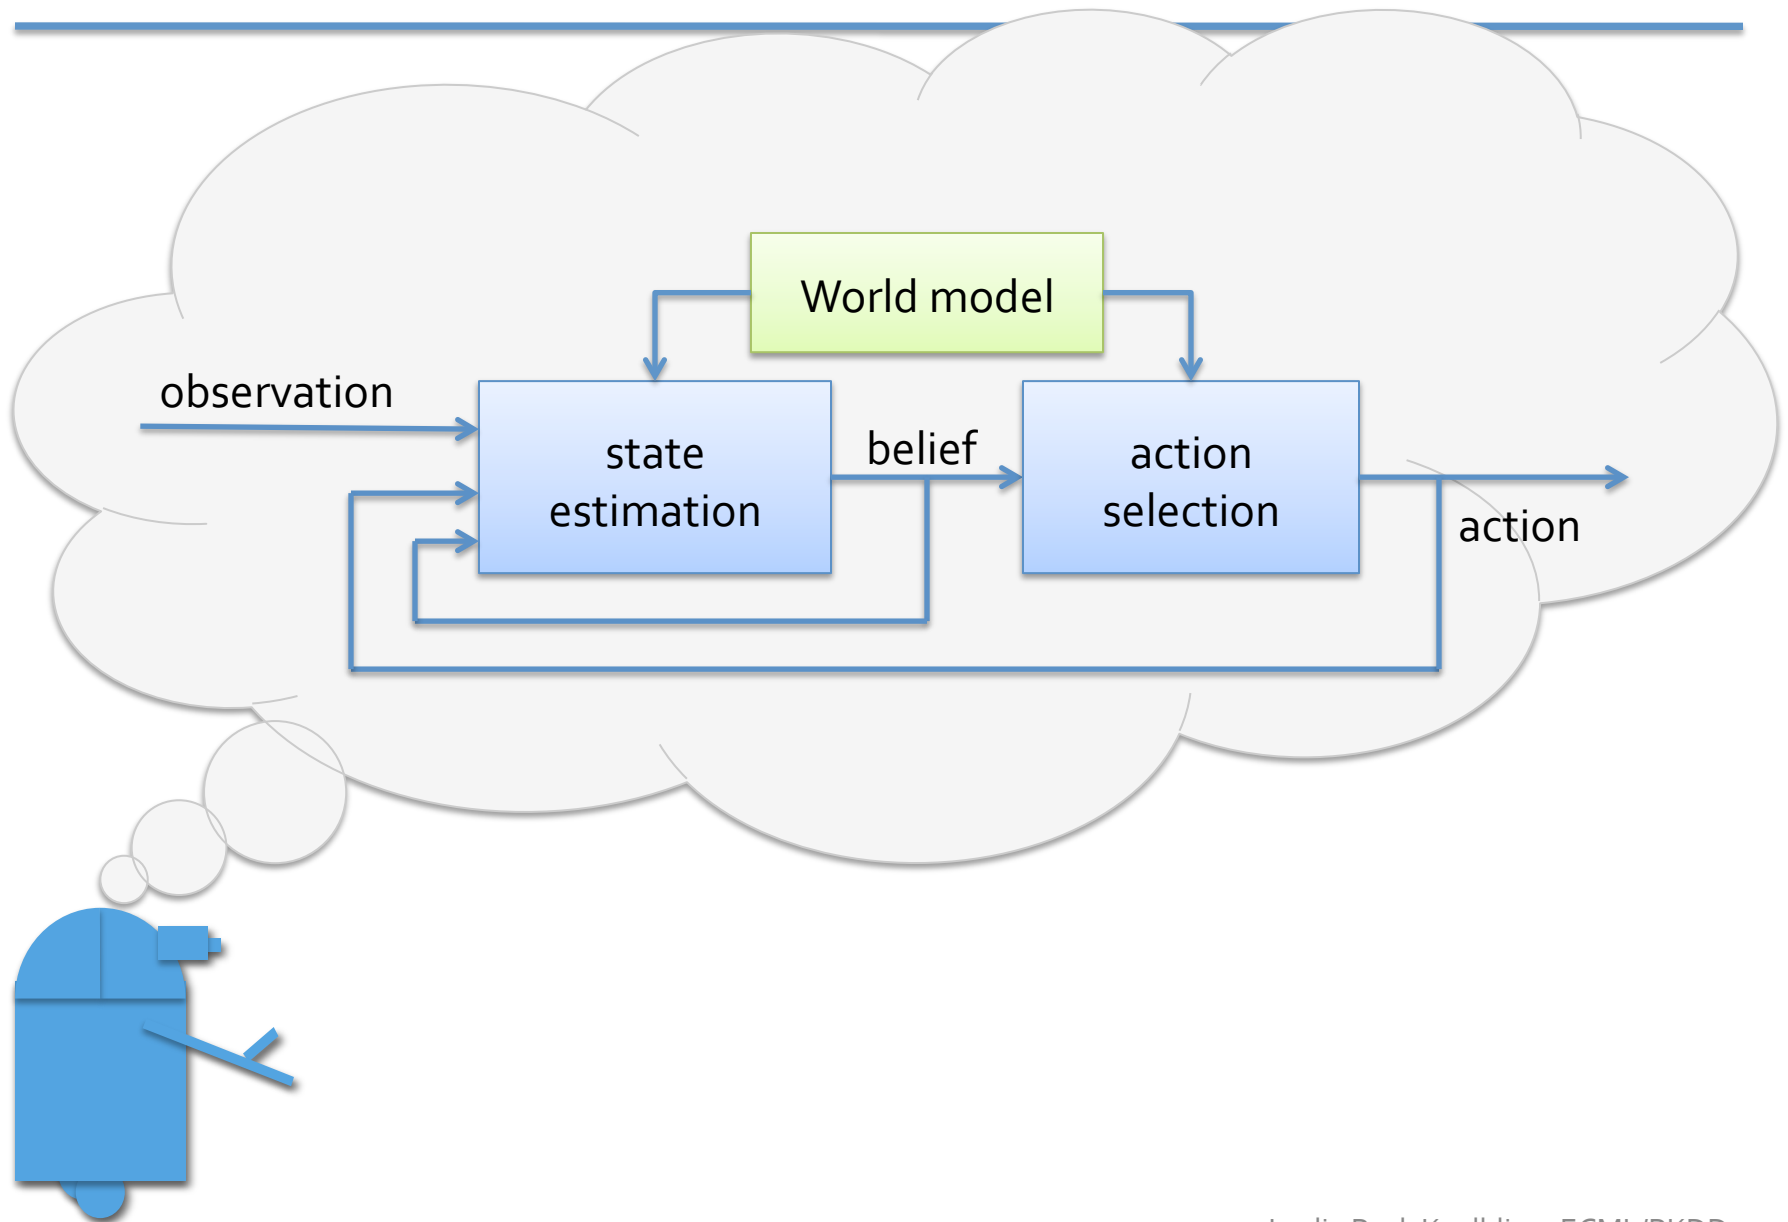 World model
observation
state
estimation
belief
action
selection
action